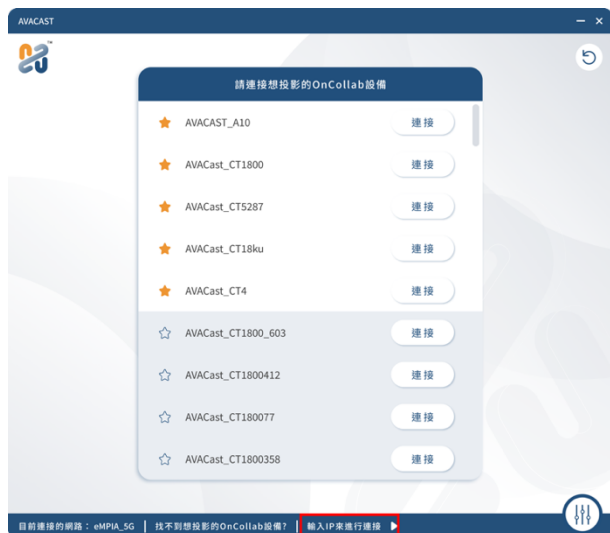 AVACAST
請連接想投影的OnCollab設備
AVACAST_A10 連接
AVACast_CT1800 連接
AVACast_CT5287 連接
AVACast_CT18ku 連接
AVACast_CT4 連接
AVACast_CT1800_603 連接
AVACast_CT1800412 連接
AVACast_CT180077 連接
AVACast_CT1800358 連接
目前連接的網路：eMPIA_5G | 找不到想投影的OnCollab設備? | 輸入IP來進行連接